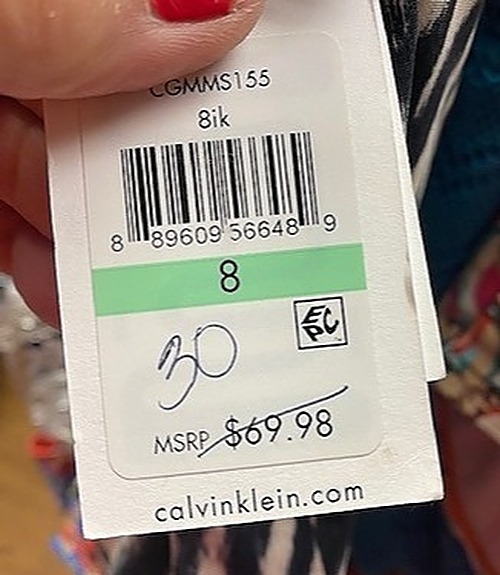 CGMMS155
8ik
8 89609 56648 9
8
30
EPC
MSRP $69.98
calvinklein.com